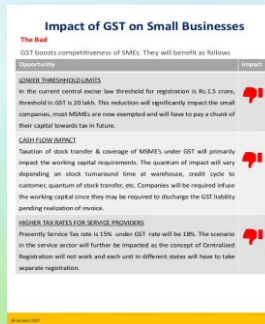 Impact of GST on Small Businesses
The Bad
GST boosts competitiveness of SMEs. They will benefit as follows
Opportunity Impact
LOWER THRESHHOLD LIMITS
In the current central excise law threshold for registration is Rs.1.5 crore,
threshold in GST is 20 lakh. This reduction will significantly impact the small
companies, most MSMEs are now exempted and will have to pay a chunk of
their capital towards tax in future.
CASH FLOW IMPACT
Taxation of stock transfer & coverage of MSME's under GST will primarily
impact the working capital requirements. The quantum of impact will vary
depending on stock turnaround time at warehouse, credit cycle to
customer, quantum of stock transfer, etc. Companies will be required infuse
the working capital since they may be required to discharge the GST liability
pending realization of invoice.
HIGHER TAX RATES FOR SERVICE PROVIDERS
Presently Service Tax rate is 15% under GST rate will be 18%. The scenario
in the service sector will further be impacted as the concept of Centralized
Registration will not work and each unit in different states will have to take
separate registration.